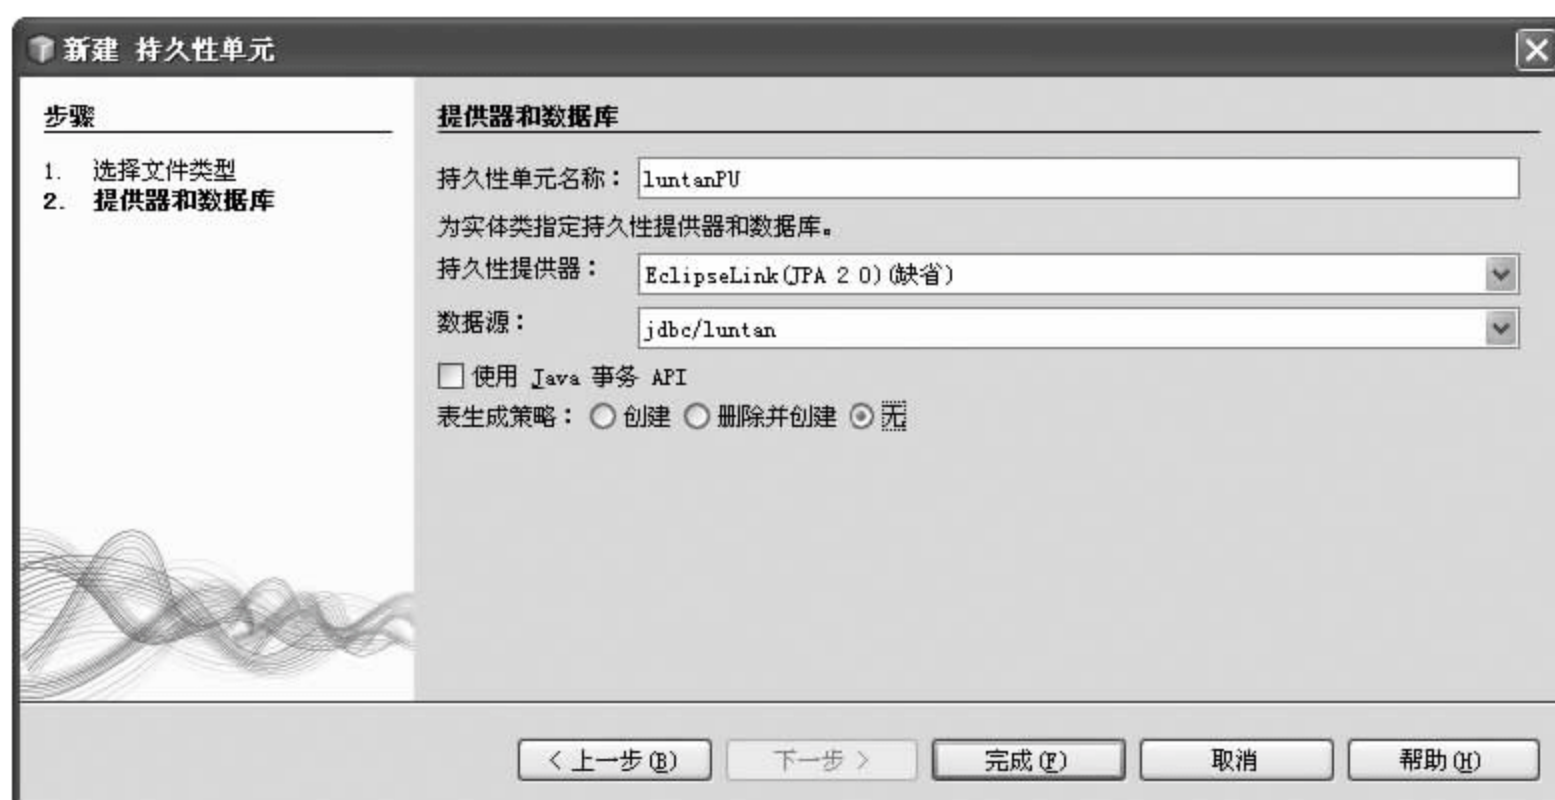 新建 持久性单元
步骤
1. 选择文件类型
2. 提供器和数据库
提供器和数据库
持久性单元名称： luntanPU
为实体类指定持久性提供器和数据库。
持久性提供器： EclipseLink(JPA 2 0)(缺省)
数据源： jdbc/luntan
使用 Java 事务 API
表生成策略： 创建 删除并创建 无
< 上一步(B) 下一步 > 完成(F) 取消 帮助(H)